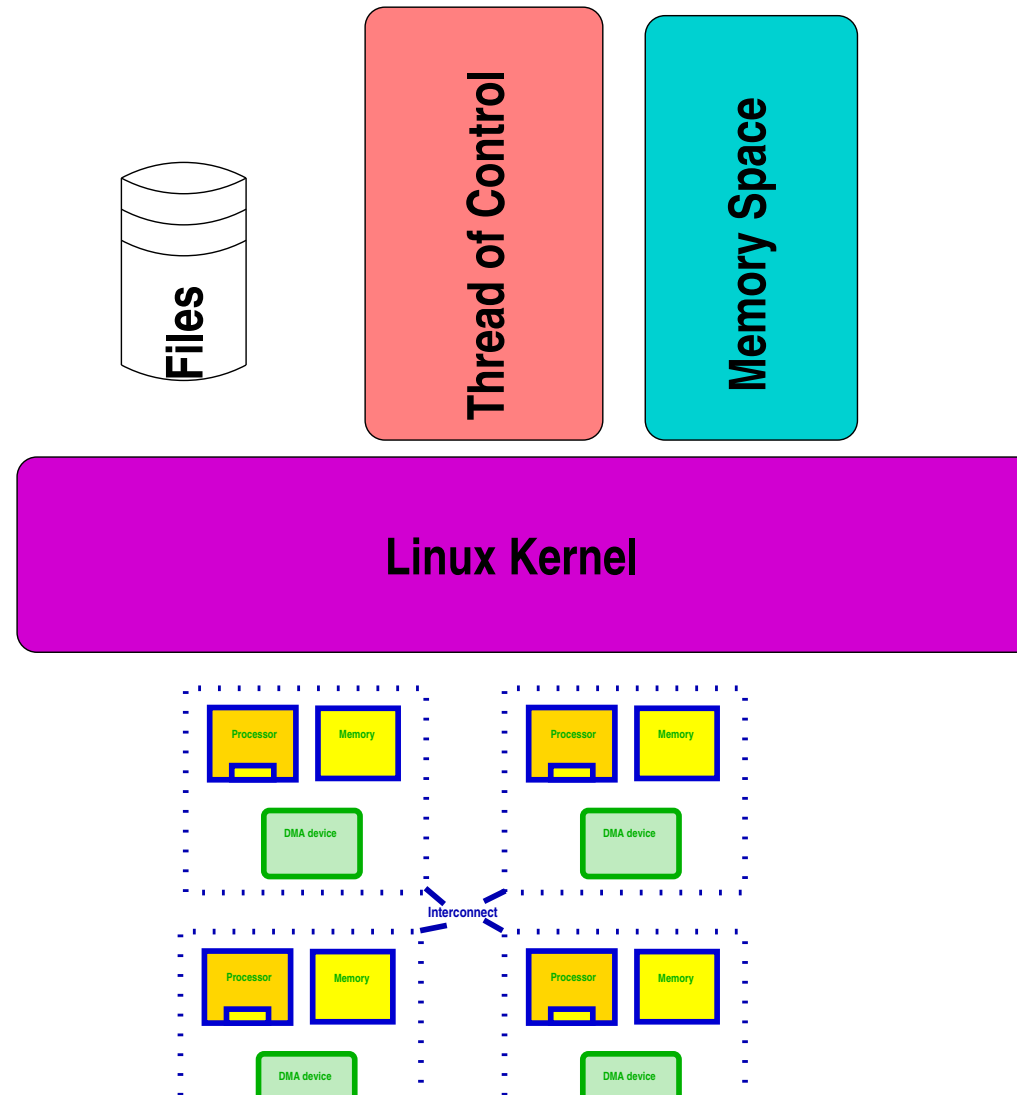 Files
Thread of Control
Memory Space
Linux Kernel
Processor
Memory
DMA device
Processor
Memory
DMA device
Interconnect
Processor
Memory
DMA device
Processor
Memory
DMA device